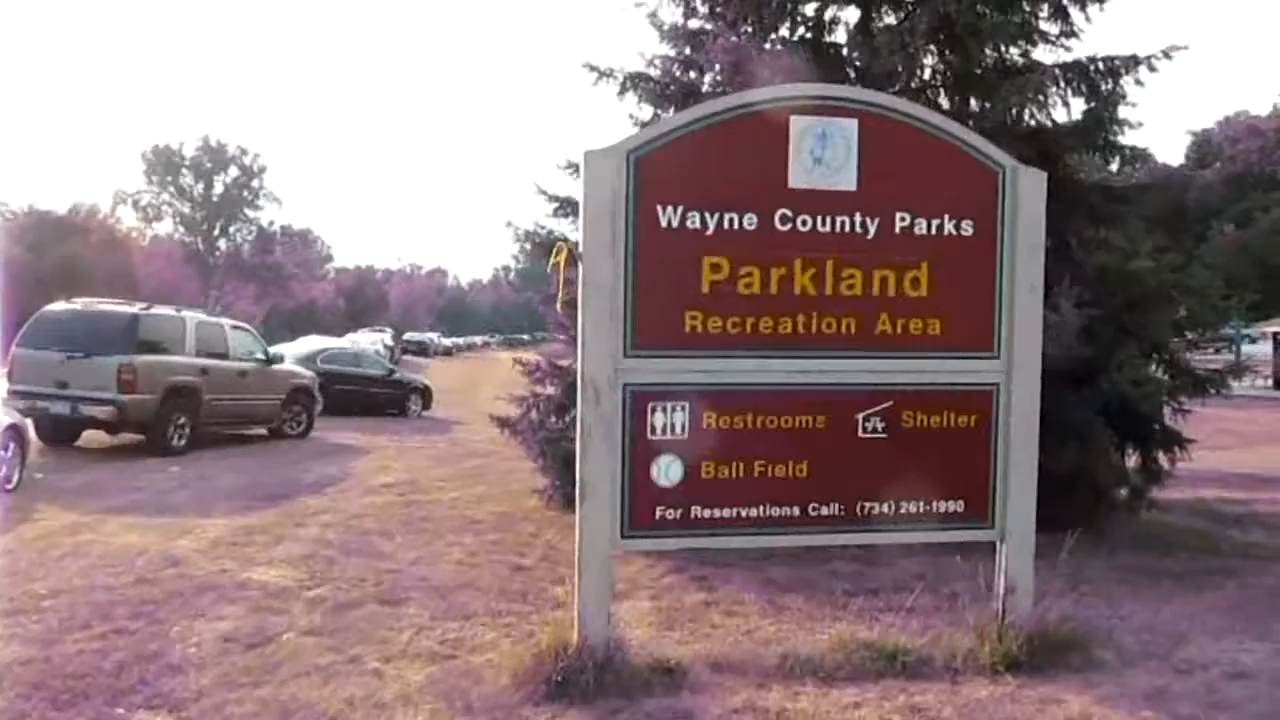 Wayne County Parks
Parkland
Recreation Area
Restrooms Shelter
Ball Field
For Reservations Call: (734) 261-1990